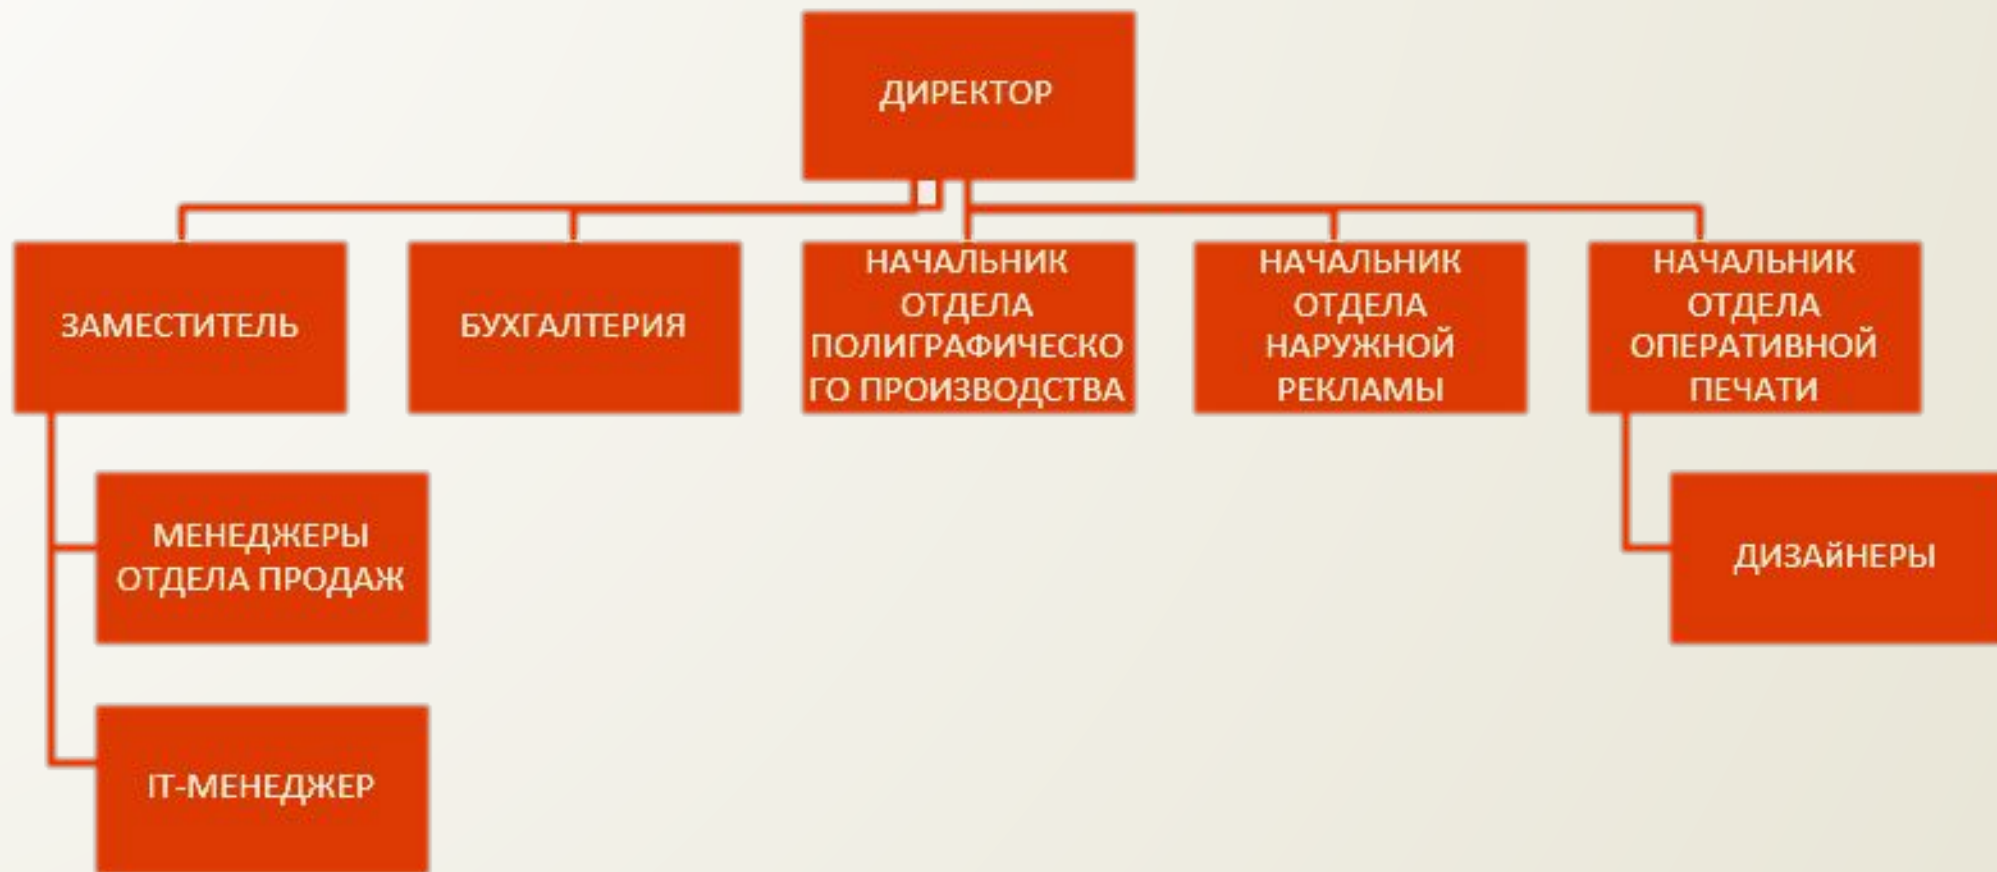 ДИРЕКТОР
ЗАМЕСТИТЕЛЬ
БУХГАЛТЕРИЯ
НАЧАЛЬНИК
ОТДЕЛА
ПОЛИГРАФИЧЕСКО
ГО ПРОИЗВОДСТВА
НАЧАЛЬНИК
ОТДЕЛА
НАРУЖНОЙ
РЕКЛАМЫ
НАЧАЛЬНИК
ОТДЕЛА
ОПЕРАТИВНОЙ
ПЕЧАТИ
МЕНЕДЖЕРЫ
ОТДЕЛА ПРОДАЖ
ДИЗАйНЕРЫ
IT-МЕНЕДЖЕР